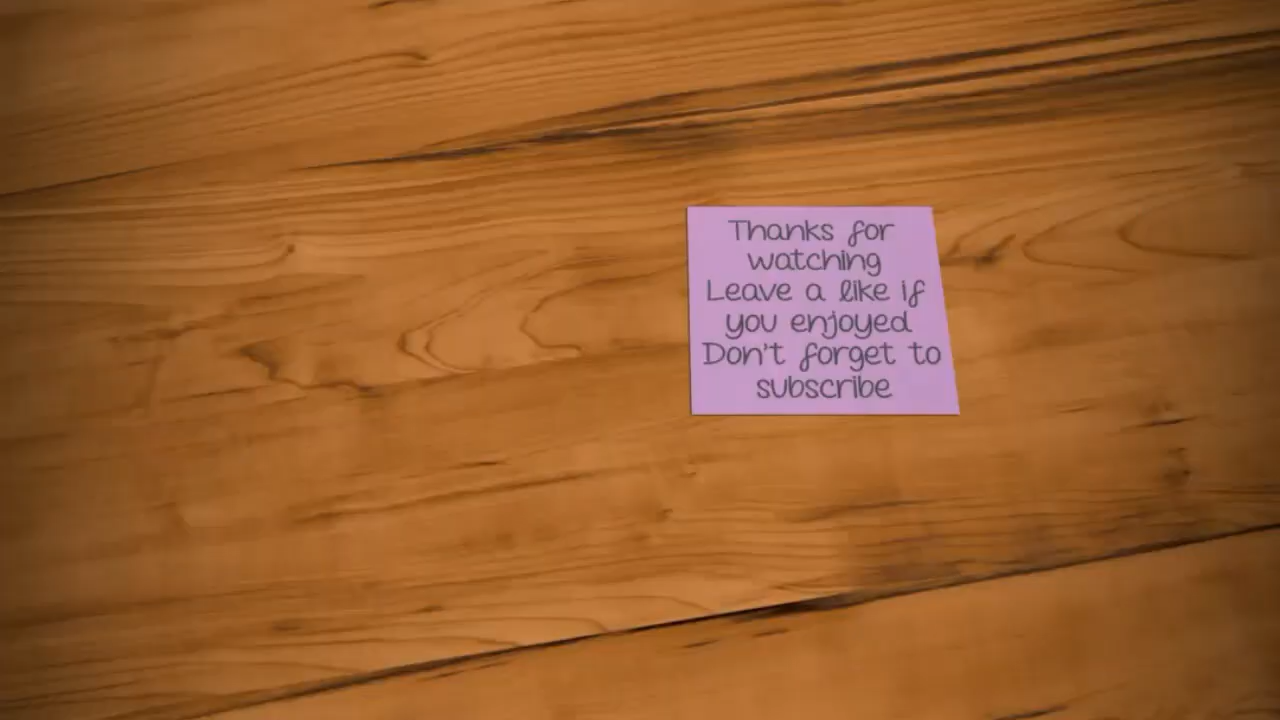 Thanks for
watching
Leave a like if
you enjoyed
Don't forget to
subscribe